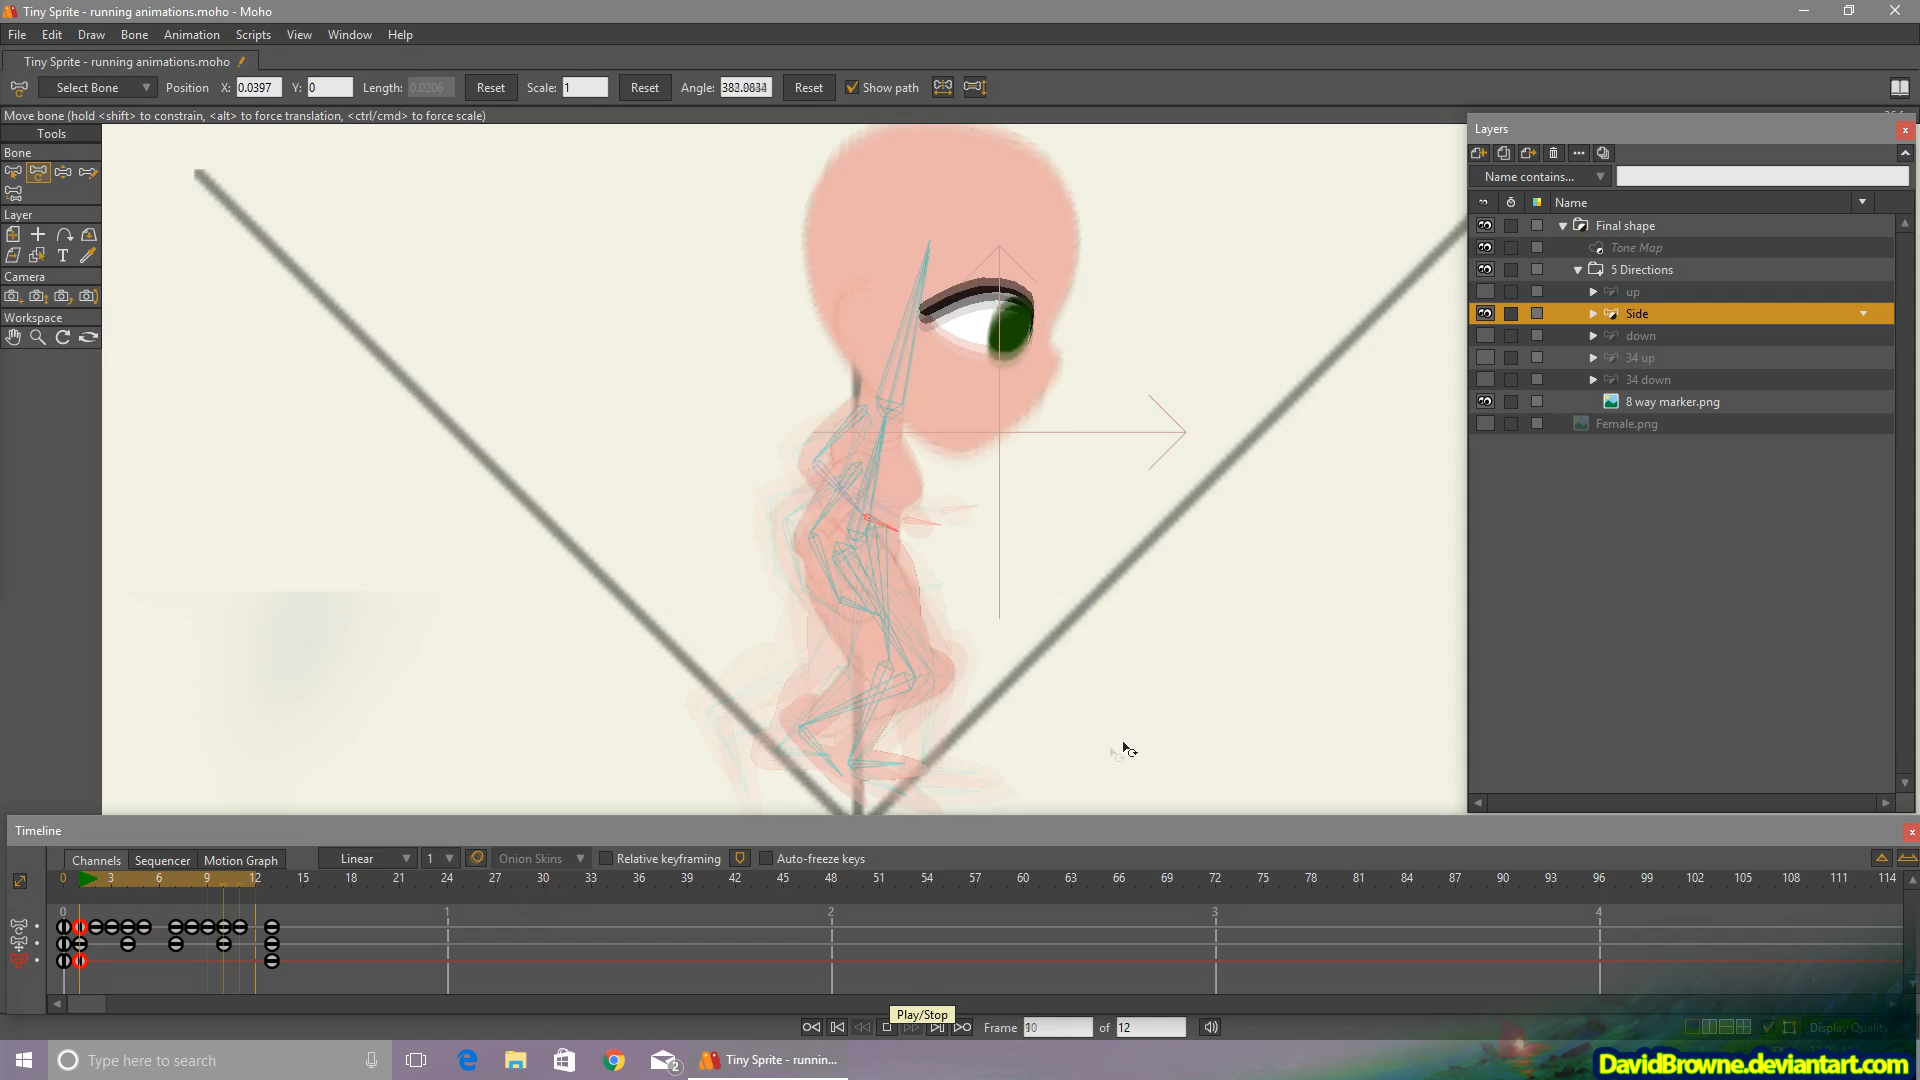 Tiny Sprite - running animations.moho - Moho
File Edit Draw Bone Animation Scripts View Window Help
Tiny Sprite - running animations.moho
Select Bone Position X: 0.0397 Y: 0 Length: 0.0206 Reset Scale: 1 Reset Angle: Reset Show path
Move bone (hold <shift> to constrain, <alt> to force translation, <ctrl/cmd> to force scale)
Tools
Bone
Layer
Camera
Workspace
Layers
Name contains...
Name
Final shape
Tone Map
5 Directions
up
Side
down
34 up
34 down
8 way marker.png
Female.png
Timeline
Channels Sequencer Motion Graph Linear 1 Onion Skins Relative keyframing Auto-freeze keys
0 3 6 9 12 15 18 21 24 27 30 33 36 39 42 45 48 51 54 57 60 63 66 69 72 75 78 81 84 87 90 93 96 99 102 105 108 111 114
0 1 2 3 4
Play/Stop
Frame of 12
Display Quality
Type here to search
2
Tiny Sprite - runnin...
DavidBrowne.deviantart.com